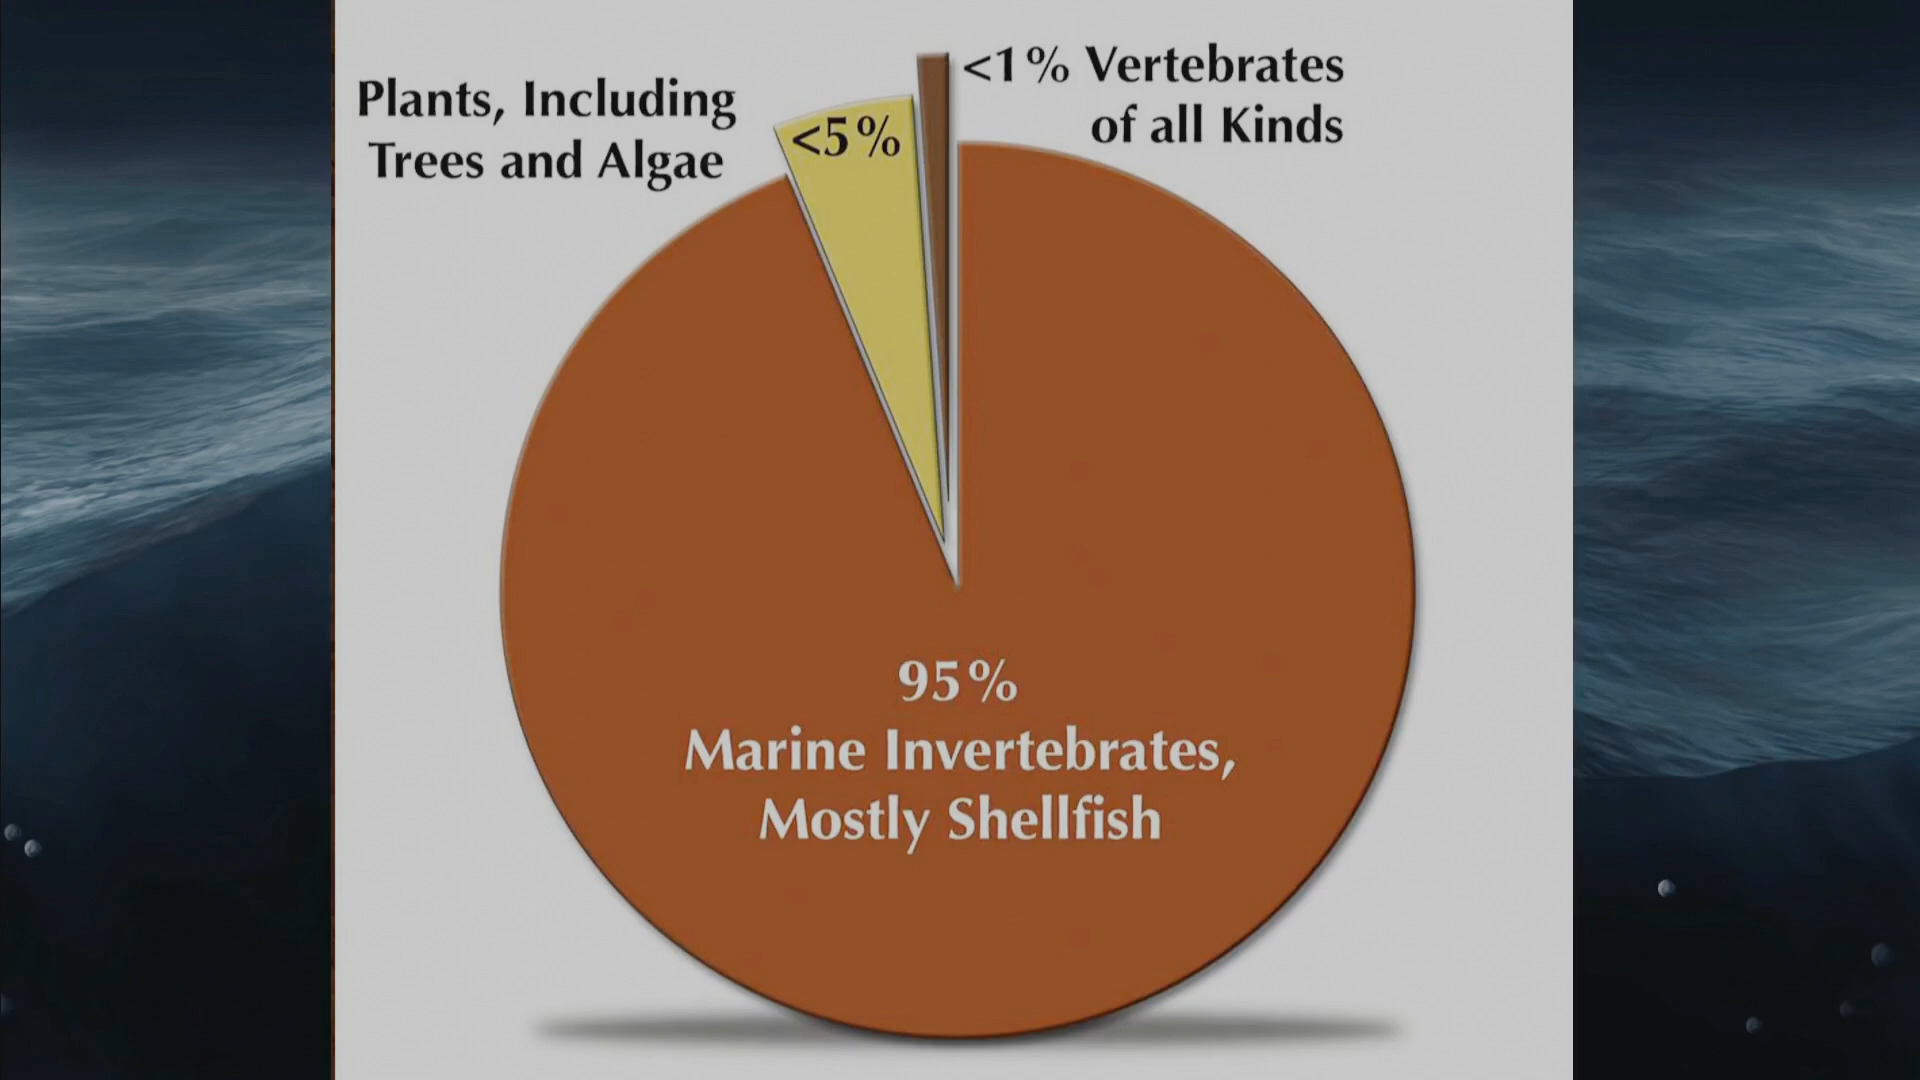 Plants, Including
Trees and Algae
<5%
<1% Vertebrates
of all Kinds
95%
Marine Invertebrates,
Mostly Shellfish